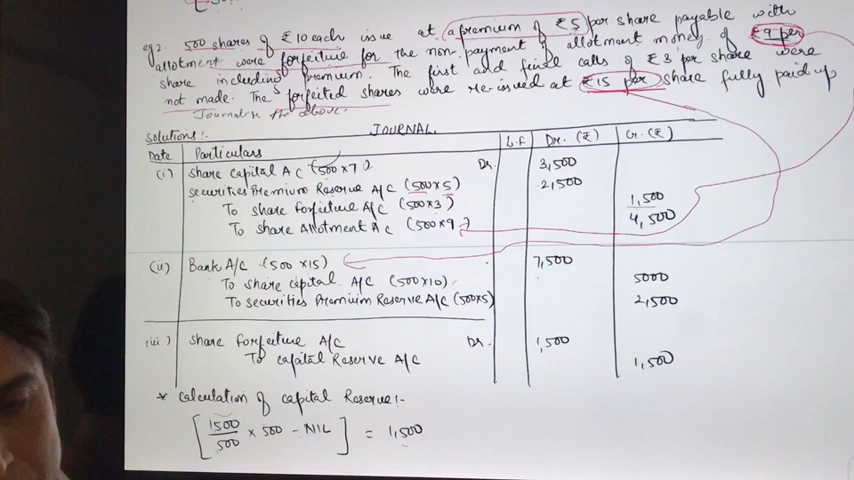 eg2. 500 shares of ₹10 each issue at a premium of ₹5 per share payable with
allotment were forfeiture for the non-payment of allotment money of ₹9 per
share including premium. The first and final calls of ₹3 per share were
not made. The forfeited shares were re-issued at ₹15 per share fully paid up
Journalise the above.
Solutions:-
JOURNAL
Date Particulars L.F Dr. (₹) Cr. (₹)
(i) Share Capital A/C (500×7) Dr. 3,500
Securities Premium Reserve A/C (500×5) 2,500
To Share Forfeiture A/C (500×3) 1,500
To Share Allotment A/C (500×9) 4,500
(ii) Bank A/C (500×15) 7,500
To Share Capital A/C (500×10) 5000
To Securities Premium Reserve A/C (500×5) 2,500
(iii) Share Forfeiture A/C Dr. 1,500
To Capital Reserve A/C 1,500
* Calculation of Capital Reserve:-
[1500/500 × 500 - NIL] = 1,500